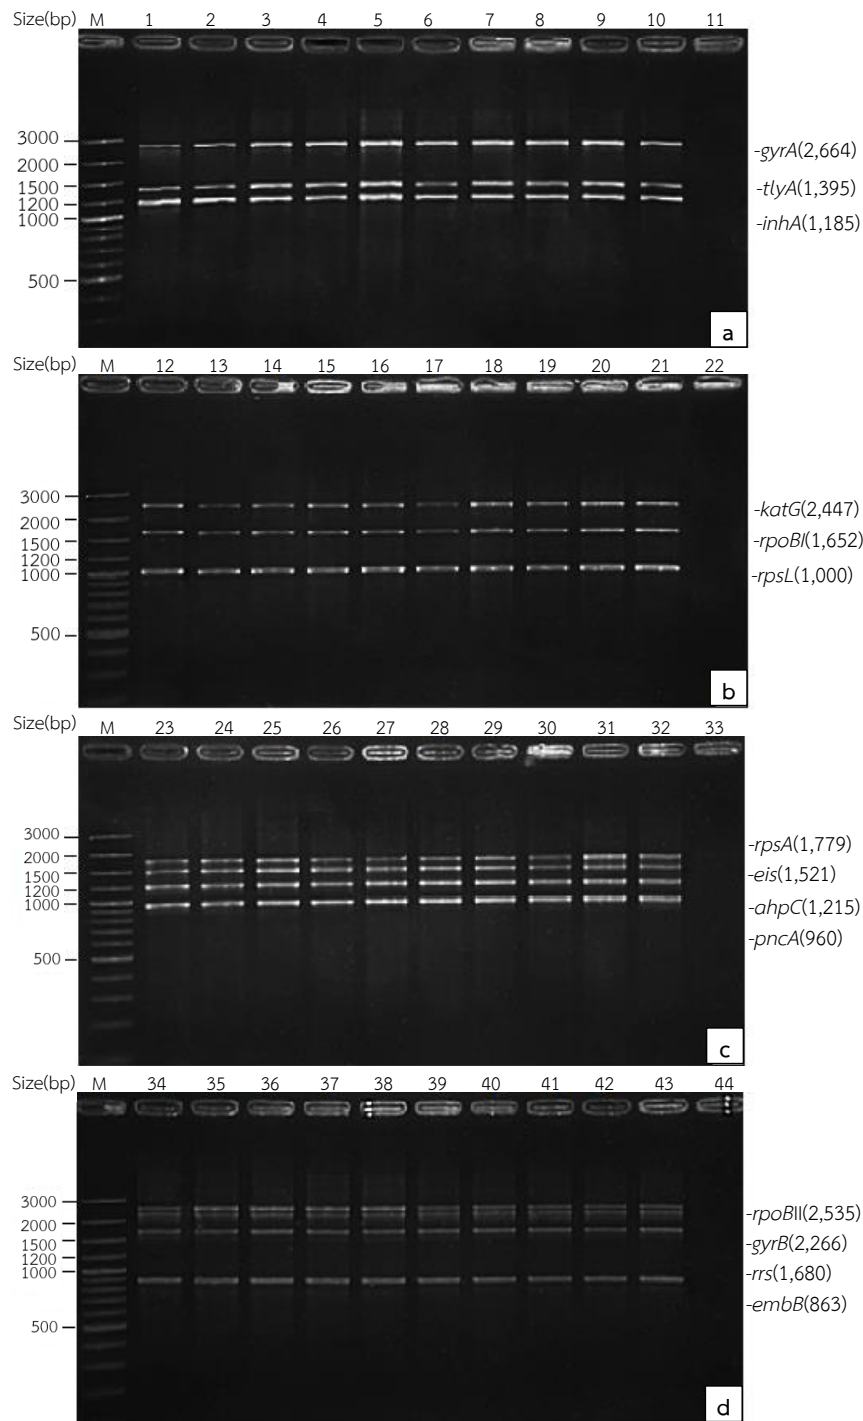 Size(bp) M 1 2 3 4 5 6 7 8 9 10 11
3000
2000
1500
1200
1000
500
-gyrA(2,664)
-tlyA(1,395)
-inhA(1,185)
a
Size(bp) M 12 13 14 15 16 17 18 19 20 21 22
3000
2000
1500
1200
1000
500
-katG(2,447)
-rpoBI(1,652)
-rpsL(1,000)
b
Size(bp) M 23 24 25 26 27 28 29 30 31 32 33
3000
2000
1500
1200
1000
500
-rpsA(1,779)
-eis(1,521)
-ahpC(1,215)
-pncA(960)
c
Size(bp) M 34 35 36 37 38 39 40 41 42 43 44
3000
2000
1500
1200
1000
500
-rpoBII(2,535)
-gyrB(2,266)
-rrs(1,680)
-embB(863)
d